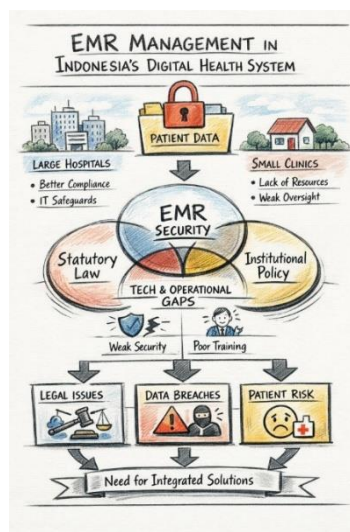 EMR MANAGEMENT IN
INDONESIA'S DIGITAL HEALTH SYSTEM
PATIENT DATA
LARGE HOSPITALS
• Better Compliance
• IT Safeguards
SMALL CLINICS
• Lack of Resources
• Weak Oversight
EMR
SECURITY
Statutory
Law
Institutional
Policy
TECH & OPERATIONAL
GAPS
Weak Security
Poor Training
LEGAL ISSUES
DATA BREACHES
PATIENT RISK
Need for Integrated Solutions